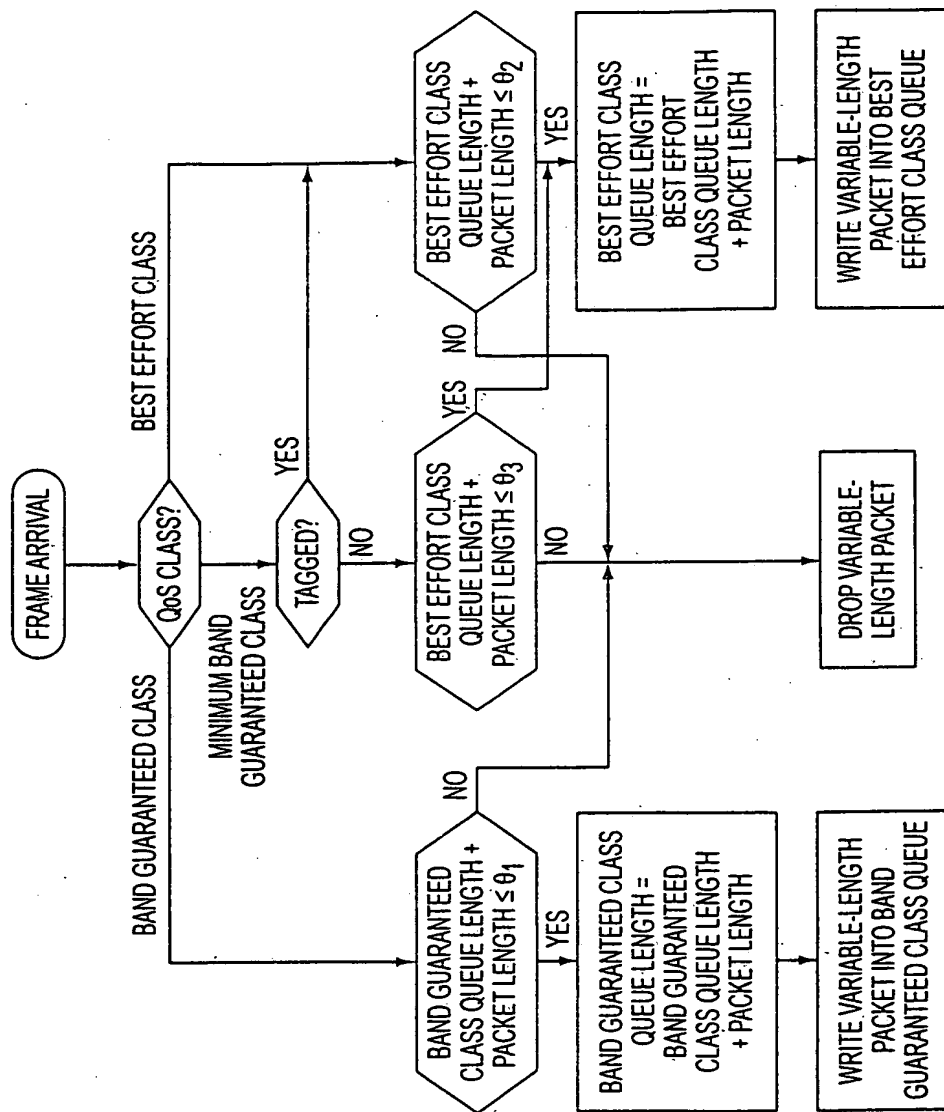 FRAME ARRIVAL
QoS CLASS?
BAND GUARANTEED CLASS
BEST EFFORT CLASS
MINIMUM BAND
GUARANTEED CLASS
TAGGED?
YES
NO
BAND GUARANTEED
CLASS QUEUE LENGTH +
PACKET LENGTH ≤ θ1
NO
YES
BEST EFFORT CLASS
QUEUE LENGTH +
PACKET LENGTH ≤ θ3
YES
NO
BEST EFFORT CLASS
QUEUE LENGTH +
PACKET LENGTH ≤ θ2
NO
YES
BAND GUARANTEED CLASS
QUEUE LENGTH =
BAND GUARANTEED
CLASS QUEUE LENGTH
+ PACKET LENGTH
BEST EFFORT CLASS
QUEUE LENGTH =
BEST EFFORT
CLASS QUEUE LENGTH
+ PACKET LENGTH
WRITE VARIABLE-LENGTH
PACKET INTO BAND
GUARANTEED CLASS QUEUE
DROP VARIABLE-
LENGTH PACKET
WRITE VARIABLE-LENGTH
PACKET INTO BEST
EFFORT CLASS QUEUE